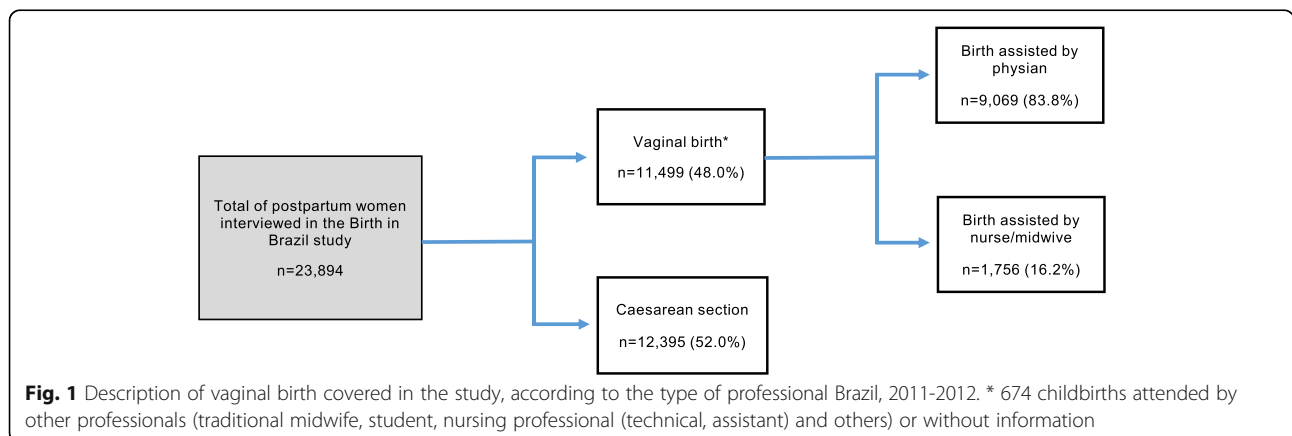 Total of postpartum women
interviewed in the Birth in
Brazil study
n=23,894
Vaginal birth*
n=11,499 (48.0%)
Caesarean section
n=12,395 (52.0%)
Birth assisted by
physian
n=9,069 (83.8%)
Birth assisted by
nurse/midwive
n=1,756 (16.2%)
Fig. 1 Description of vaginal birth covered in the study, according to the type of professional Brazil, 2011-2012. * 674 childbirths attended by
other professionals (traditional midwife, student, nursing professional (technical, assistant) and others) or without information